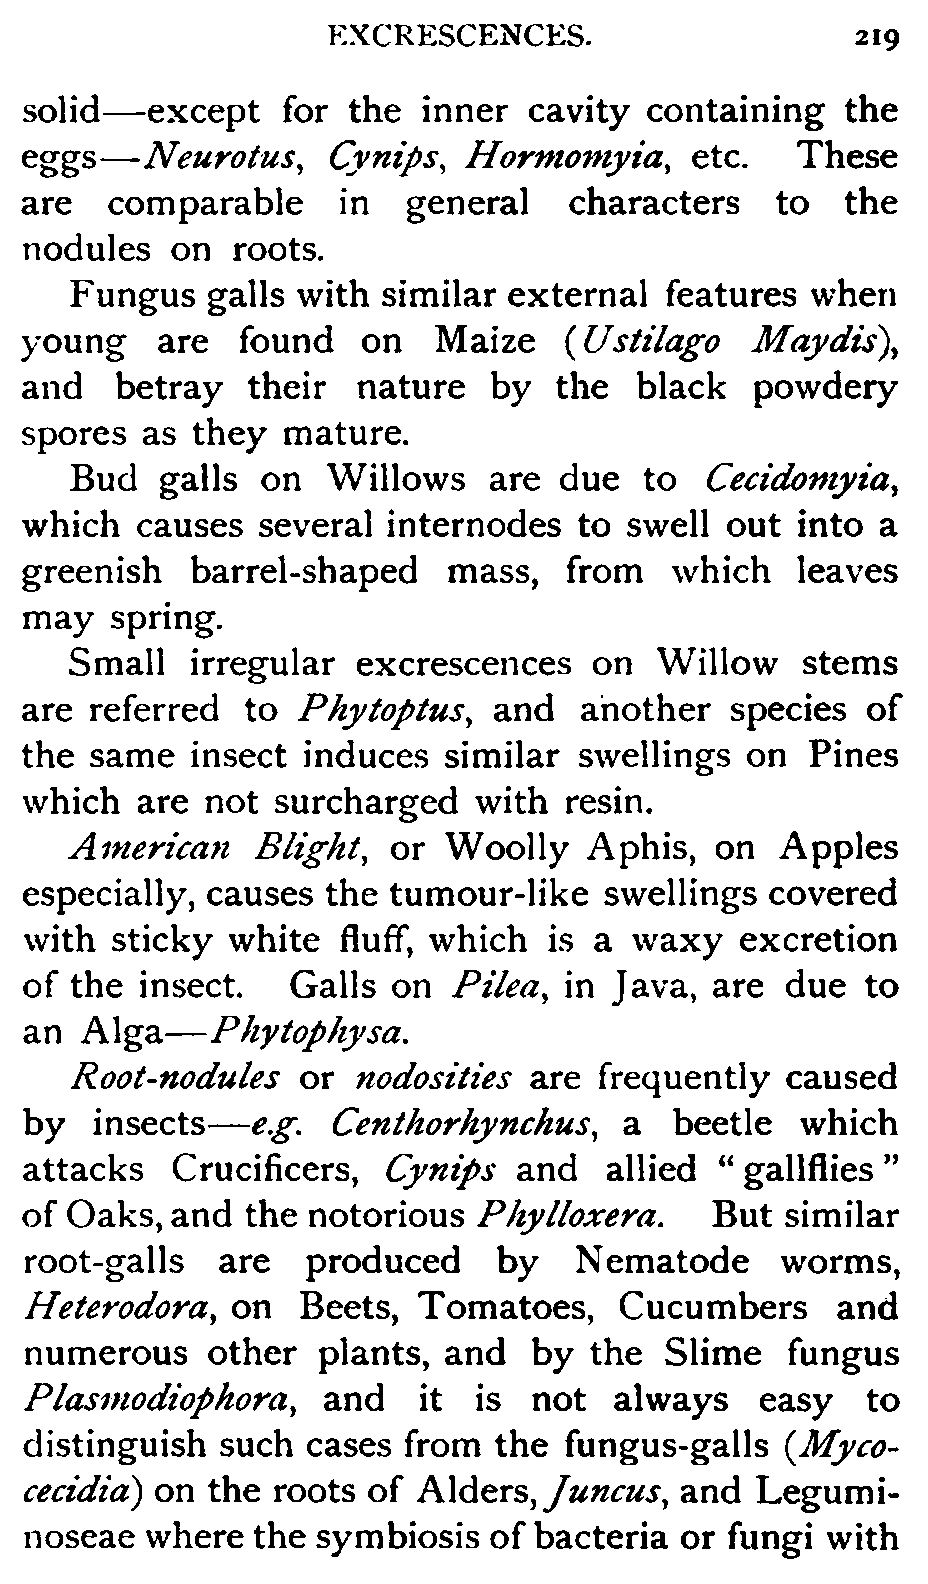 EXCRESCENCES. 219
solid—except for the inner cavity containing the
eggs—Neurotus, Cynips, Hormomyia, etc. These
are comparable in general characters to the
nodules on roots.
Fungus galls with similar external features when
young are found on Maize (Ustilago Maydis),
and betray their nature by the black powdery
spores as they mature.
Bud galls on Willows are due to Cecidomyia,
which causes several internodes to swell out into a
greenish barrel-shaped mass, from which leaves
may spring.
Small irregular excrescences on Willow stems
are referred to Phytoptus, and another species of
the same insect induces similar swellings on Pines
which are not surcharged with resin.
American Blight, or Woolly Aphis, on Apples
especially, causes the tumour-like swellings covered
with sticky white fluff, which is a waxy excretion
of the insect. Galls on Pilea, in Java, are due to
an Alga—Phytophysa.
Root-nodules or nodosities are frequently caused
by insects—e.g. Centhorhynchus, a beetle which
attacks Crucificers, Cynips and allied “gallflies”
of Oaks, and the notorious Phylloxera. But similar
root-galls are produced by Nematode worms,
Heterodora, on Beets, Tomatoes, Cucumbers and
numerous other plants, and by the Slime fungus
Plasmodiophora, and it is not always easy to
distinguish such cases from the fungus-galls (Myco-
cecidia) on the roots of Alders, Juncus, and Legumi-
noseae where the symbiosis of bacteria or fungi with